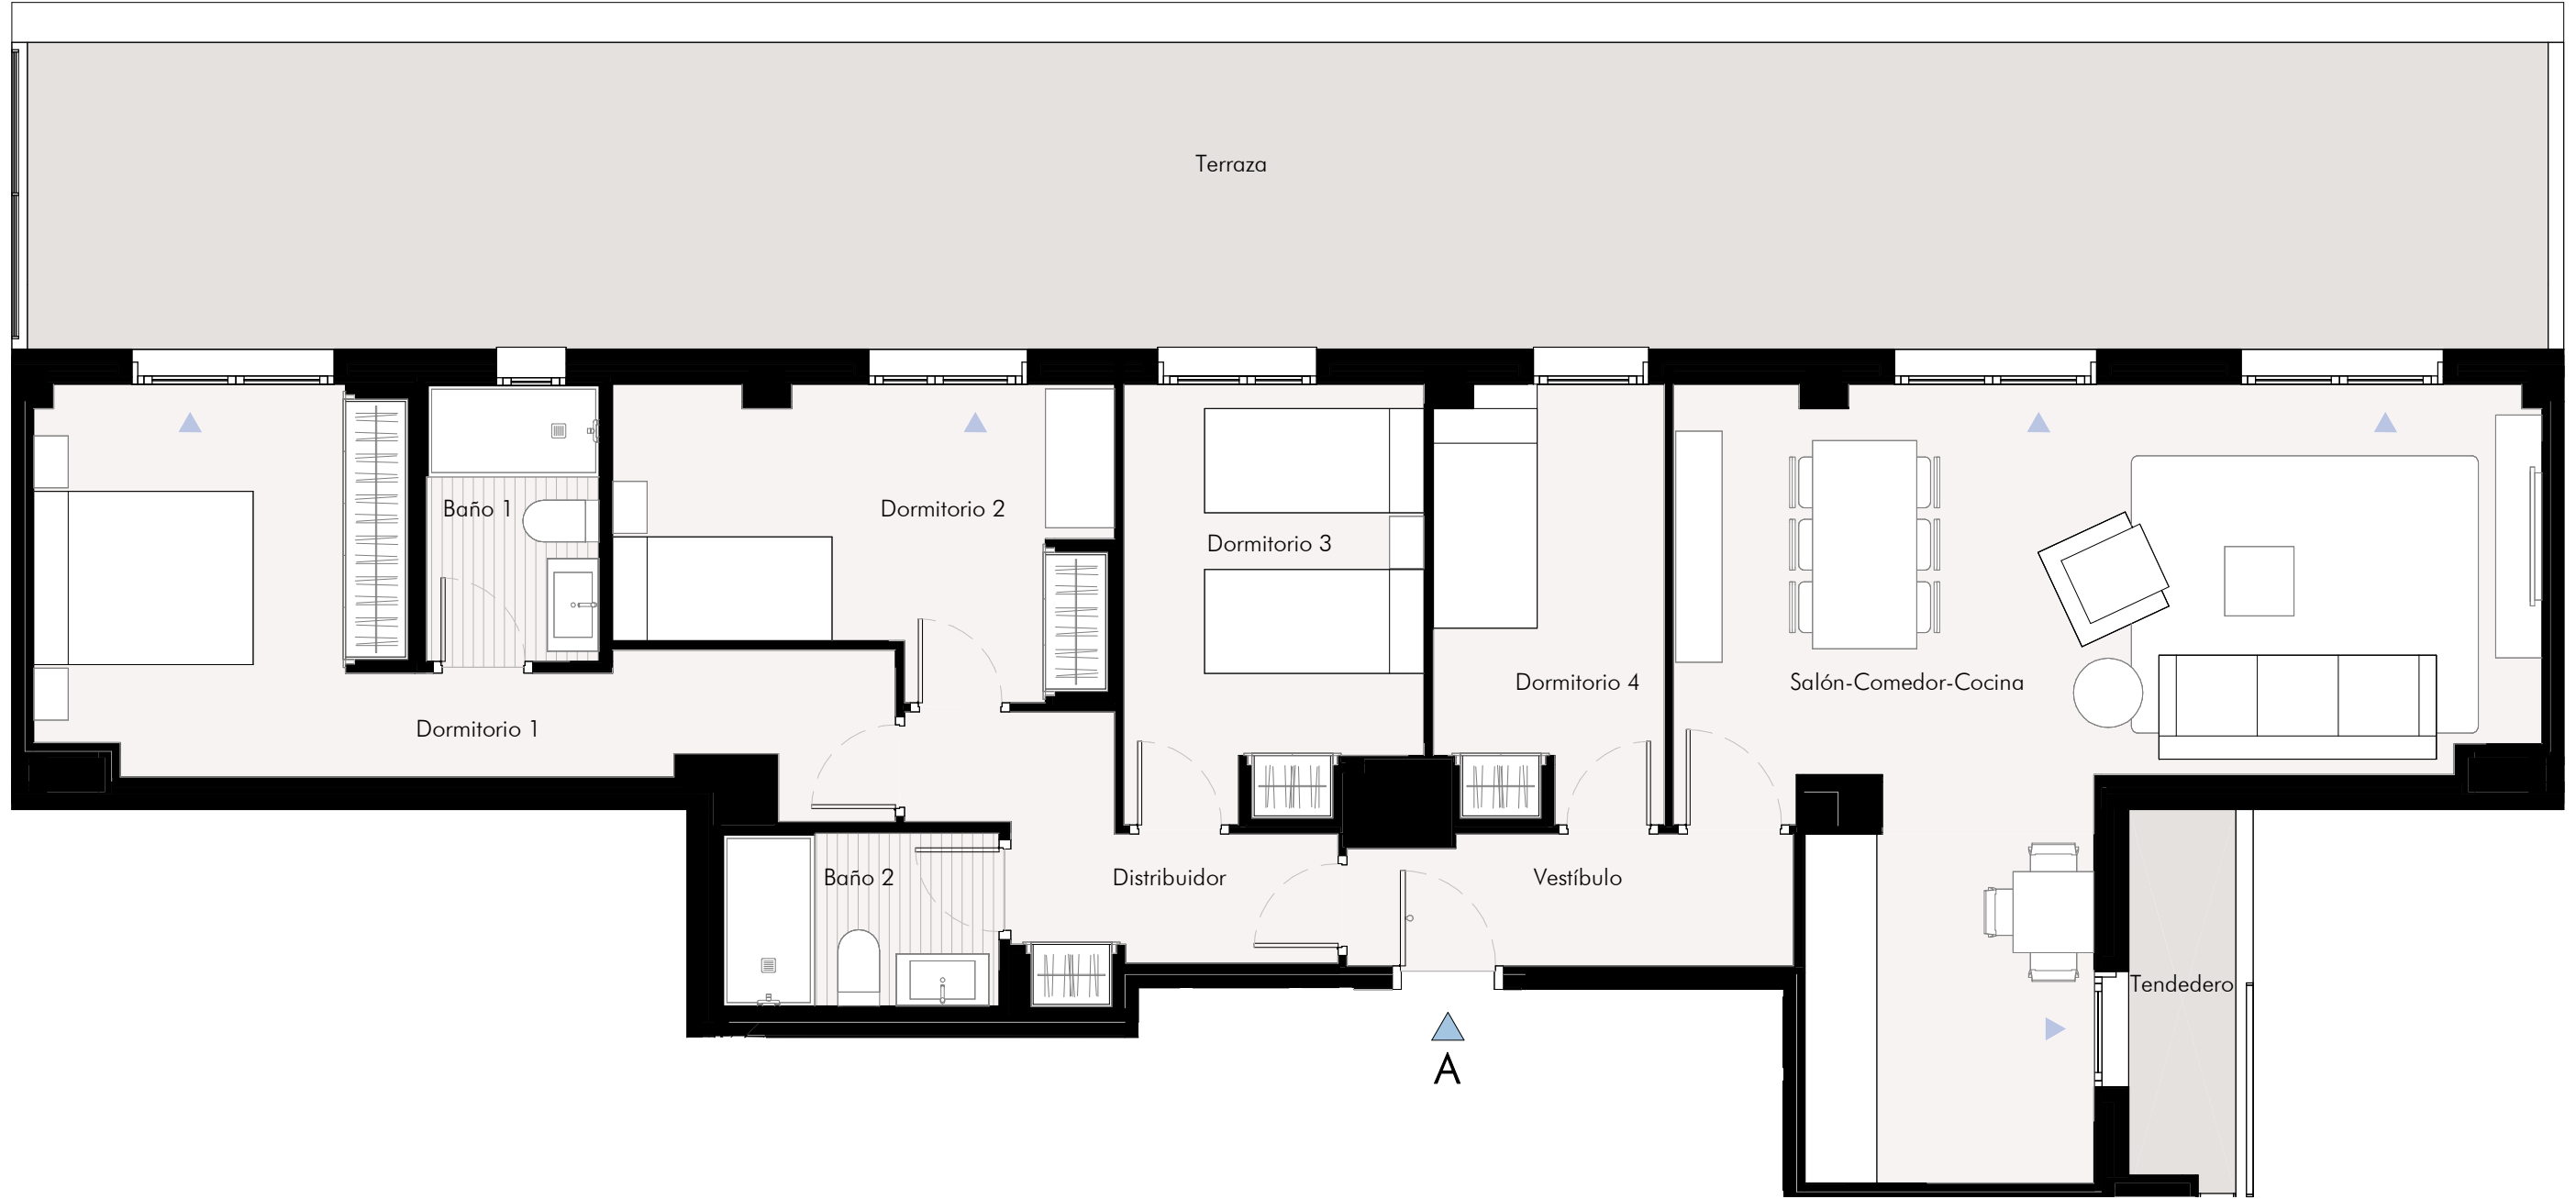 Terraza
Baño 1
Dormitorio 2
Dormitorio 3
Dormitorio 4
Salón-Comedor-Cocina
Dormitorio 1
Baño 2
Distribuidor
Vestíbulo
Tendedero
A